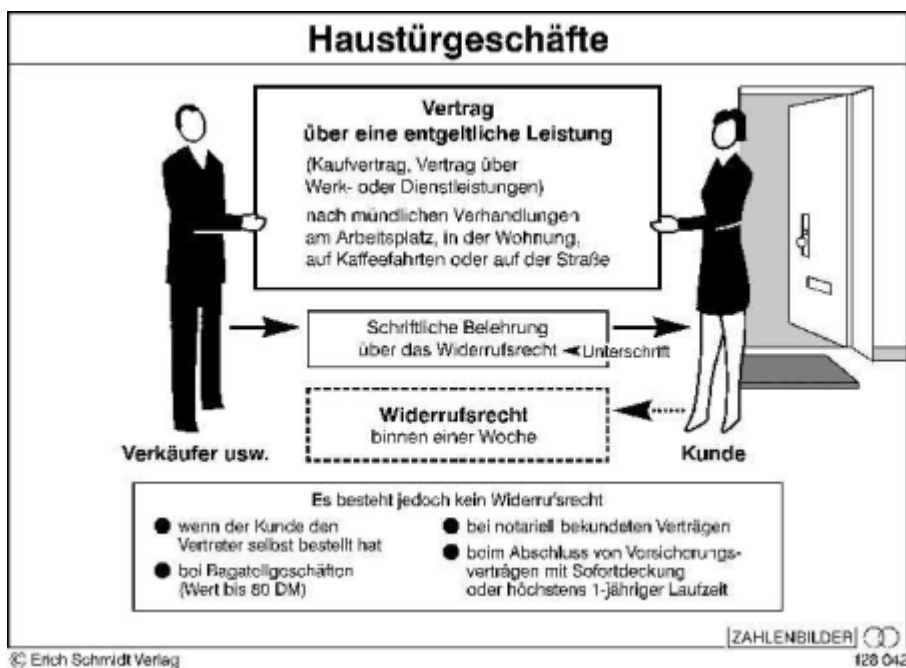 Haustürgeschäfte
Vertrag
über eine entgeltliche Leistung
(Kaufvertrag, Vertrag über
Werk- oder Dienstleistungen)
nach mündlichen Verhandlungen
am Arbeitsplatz, in der Wohnung,
auf Kaffeefahrten oder auf der Straße
Schriftliche Belehrung
über das Widerrufsrecht
Unterschrift
Widerrufsrecht
binnen einer Woche
Verkäufer usw.
Kunde
Es besteht jedoch kein Widerrufsrecht
wenn der Kunde den
Vertreter selbst bestellt hat
bei Bagatellgeschäften
(Wert bis 80 DM)
bei notariell bekundeten Verträgen
beim Abschluss von Versicherungs-
verträgen mit Sofortdeckung
oder höchstens 1-jähriger Laufzeit
ZAHLENBILDER
© Erich Schmidt Verlag
128 042